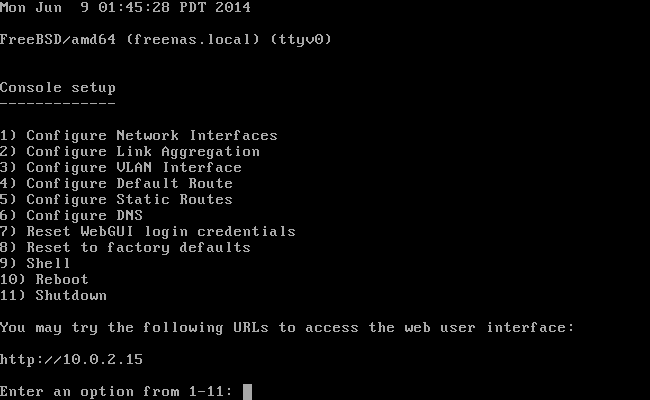 Mon Jun  9 01:45:28 PDT 2014
FreeBSD/amd64 (freenas.local) (ttyv0)
Console setup
-------------
1) Configure Network Interfaces
2) Configure Link Aggregation
3) Configure VLAN Interface
4) Configure Default Route
5) Configure Static Routes
6) Configure DNS
7) Reset WebGUI login credentials
8) Reset to factory defaults
9) Shell
10) Reboot
11) Shutdown
You may try the following URLs to access the web user interface:
http://10.0.2.15
Enter an option from 1-11: